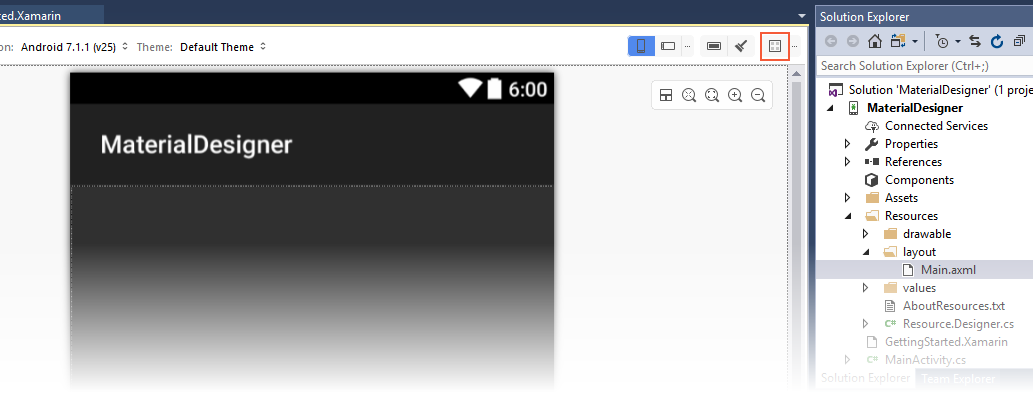 ted.Xamarin
on: Android 7.1.1 (v25) Theme: Default Theme
6:00
MaterialDesigner
Solution Explorer
Search Solution Explorer (Ctrl+;)
Solution 'MaterialDesigner' (1 proje
MaterialDesigner
Connected Services
Properties
References
Components
Assets
Resources
drawable
layout
Main.axml
values
AboutResources.txt
C# Resource.Designer.cs
GettingStarted.Xamarin
C# MainActivity.cs
Solution Explorer Team Explorer